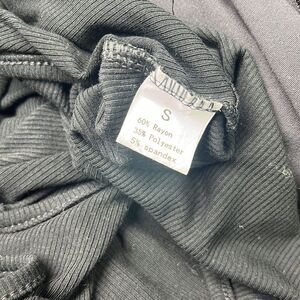 S
60% Rayon
35% Polyester
5% spandex